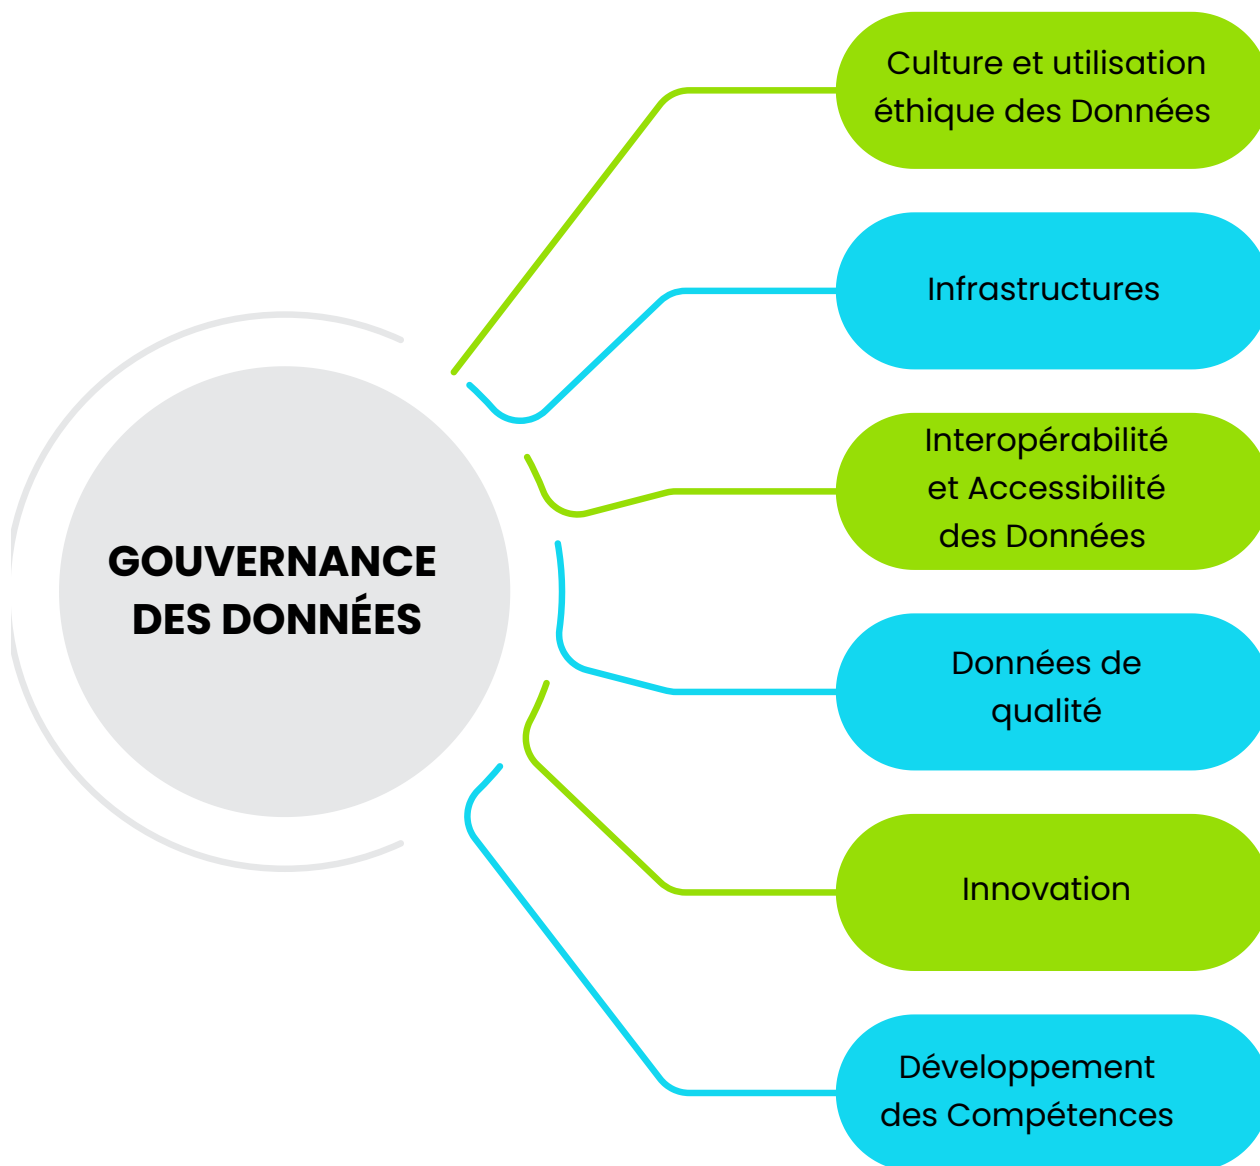 Culture et utilisation
éthique des Données
Infrastructures
Interopérabilité
et Accessibilité
des Données
GOUVERNANCE
DES DONNÉES
Données de
qualité
Innovation
Développement
des Compétences